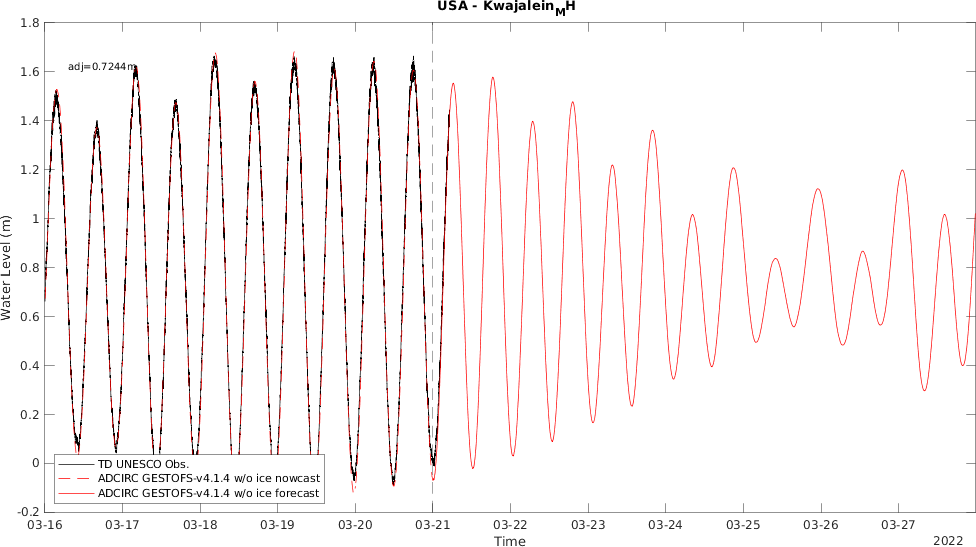 USA - Kwajalein_MH
1.8
1.6
1.4
1.2
1
0.8
0.6
0.4
0.2
0
-0.2
Water Level (m)
adj=0.7244m
TD UNESCO Obs.
ADCIRC GESTOFS-v4.1.4 w/o ice nowcast
ADCIRC GESTOFS-v4.1.4 w/o ice forecast
03-16 03-17 03-18 03-19 03-20 03-21 03-22 03-23 03-24 03-25 03-26 03-27
Time
2022